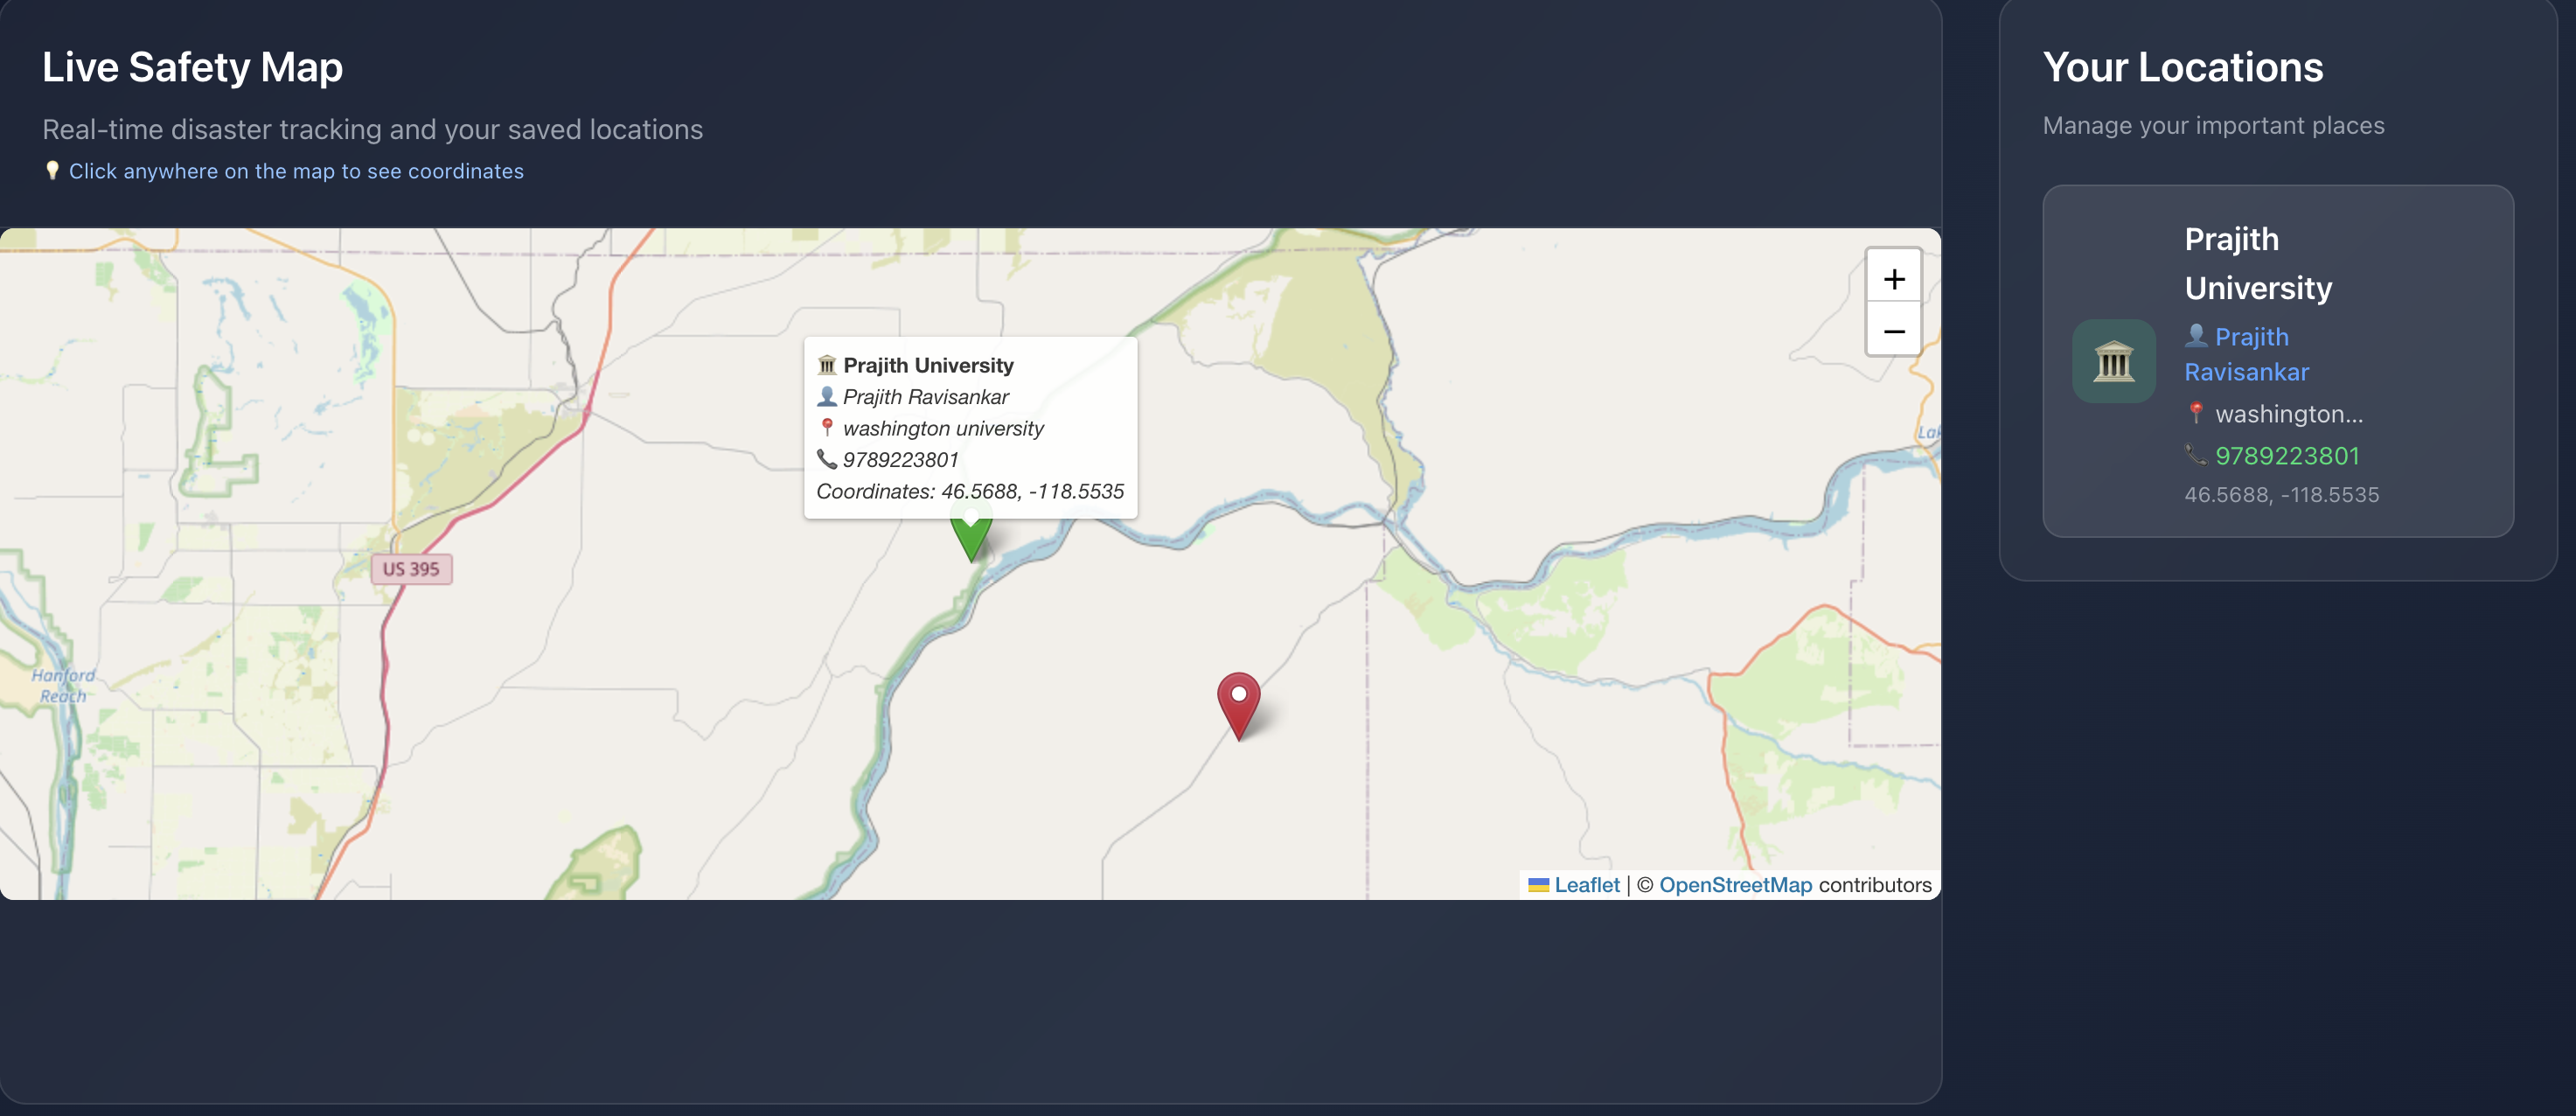 Live Safety Map
Real-time disaster tracking and your saved locations
Click anywhere on the map to see coordinates
Prajith University
Prajith Ravisankar
washington university
9789223801
Coordinates: 46.5688, -118.5535
US 395
Hanford
Reach
+
−
Leaflet | © OpenStreetMap contributors
Your Locations
Manage your important places
Prajith
University
Prajith
Ravisankar
washington...
9789223801
46.5688, -118.5535